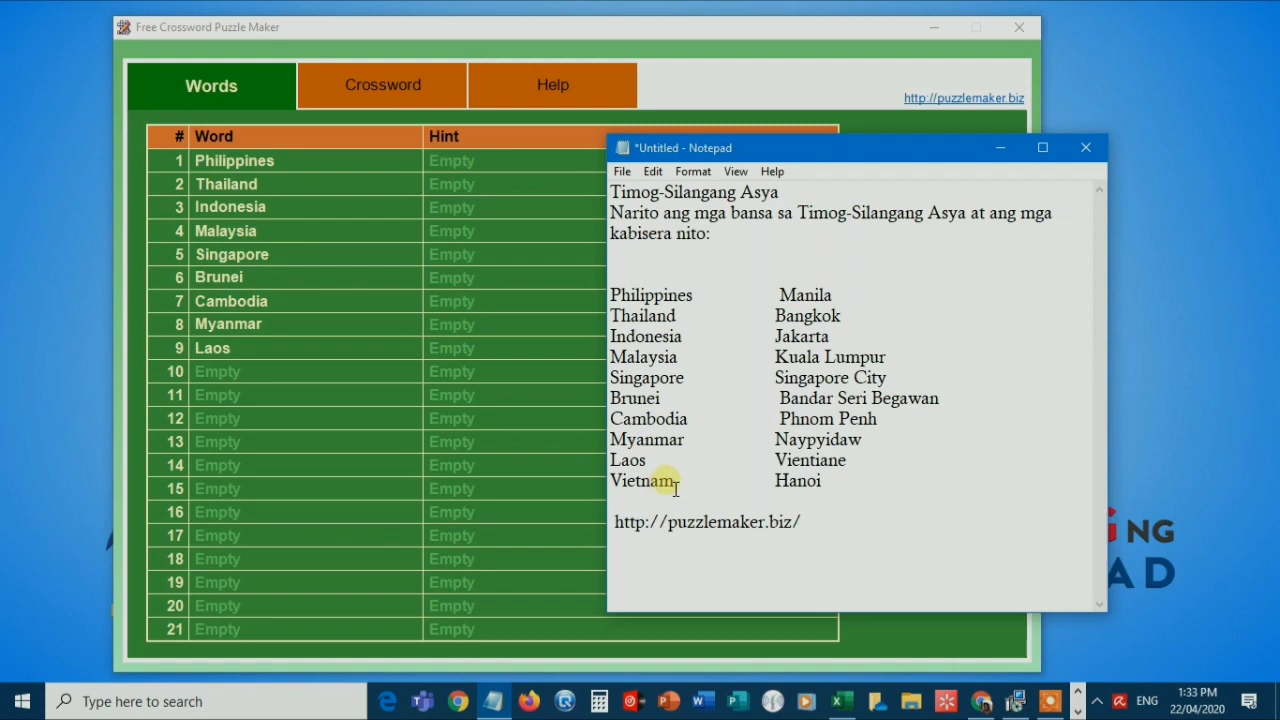 Free Crossword Puzzle Maker
Words
Crossword
Help
http://puzzlemaker.biz
# Word Hint
1 Philippines Empty
2 Thailand Empty
3 Indonesia Empty
4 Malaysia Empty
5 Singapore Empty
6 Brunei Empty
7 Cambodia Empty
8 Myanmar Empty
9 Laos Empty
10 Empty Empty
11 Empty Empty
12 Empty Empty
13 Empty Empty
14 Empty Empty
15 Empty Empty
16 Empty Empty
17 Empty Empty
18 Empty Empty
19 Empty Empty
20 Empty Empty
21 Empty Empty
*Untitled - Notepad
File Edit Format View Help
Timog-Silangang Asya
Narito ang mga bansa sa Timog-Silangang Asya at ang mga
kabisera nito:
Philippines Manila
Thailand Bangkok
Indonesia Jakarta
Malaysia Kuala Lumpur
Singapore Singapore City
Brunei Bandar Seri Begawan
Cambodia Phnom Penh
Myanmar Naypyidaw
Laos Vientiane
Vietnam Hanoi
http://puzzlemaker.biz/
NG
AD
Type here to search
ENG
1:33 PM
22/04/2020